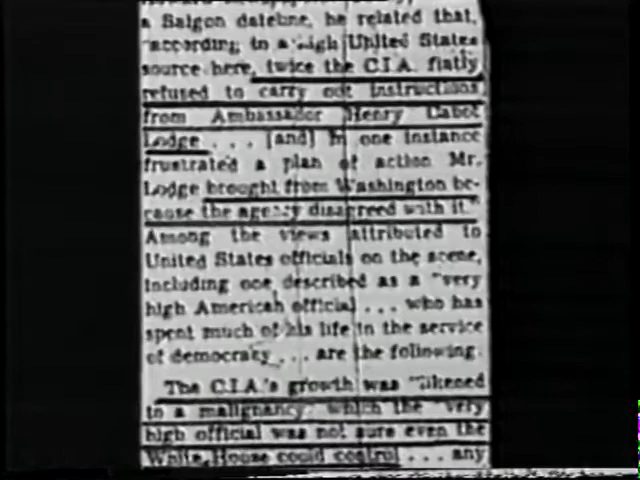 a Saigon dateline, he related that,
"according to a high United States
source here, twice the C.I.A. flatly
refused to carry out instructions
from Ambassador Henry Cabot
Lodge . . . [and] in one instance
frustrated a plan of action Mr.
Lodge brought from Washington be-
cause the agency disagreed with it."
Among the views attributed to
United States officials on the scene,
including one described as a "very
high American official . . . who has
spent much of his life in the service
of democracy . . . are the following.
The C.I.A.'s growth was "likened
to a malignancy" which the "very
high official was not sure even the
White House could control . . . any